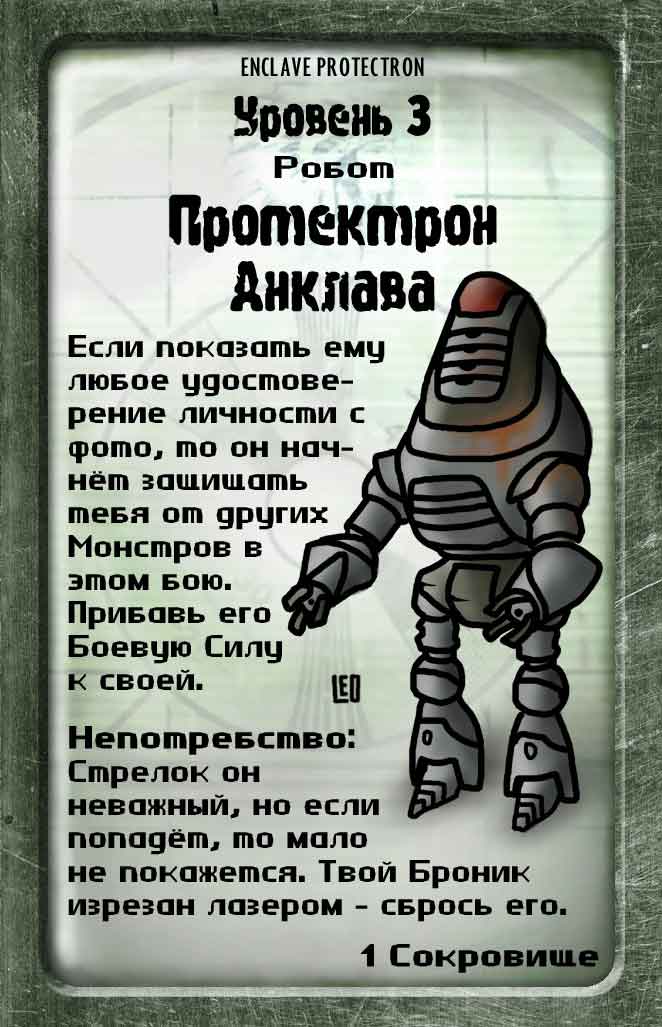 ENCLAVE PROTECTRON
Уровень 3
Робот
Протектрон
Анклава
Если показать ему
любое удостове-
рение личности с
фото, то он нач-
нёт защищать
тебя от других
Монстров в
этом бою.
Прибавь его
Боевую Силу
к своей.
LEO
Непотребство:
Стрелок он
неважный, но если
попадёт, то мало
не покажется. Твой Броник
изрезан лазером - сбрось его.
1 Сокровище